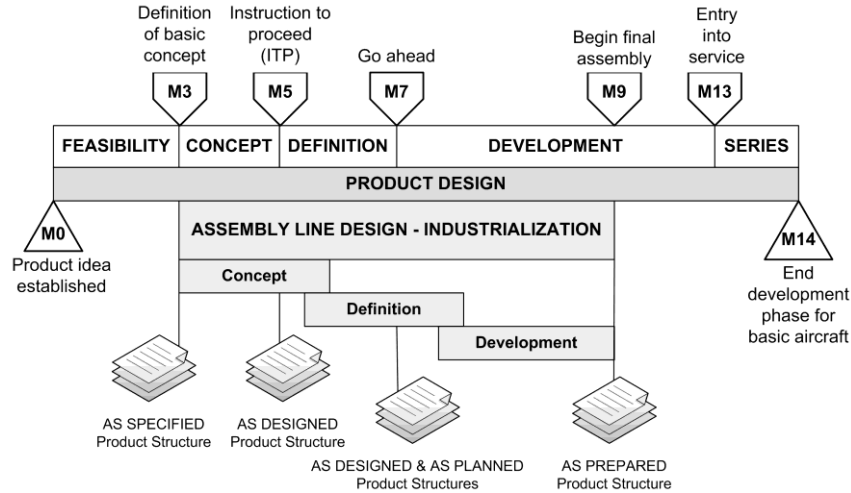 Definition
of basic
concept
Instruction to
proceed
(ITP)
Go ahead
Begin final
assembly
Entry
into
service
M3
M5
M7
M9
M13
FEASIBILITY
CONCEPT
DEFINITION
DEVELOPMENT
SERIES
PRODUCT DESIGN
M0
Product idea
established
ASSEMBLY LINE DESIGN - INDUSTRIALIZATION
M14
End
development
phase for
basic aircraft
Concept
Definition
Development
AS SPECIFIED
Product Structure
AS DESIGNED
Product Structure
AS DESIGNED & AS PLANNED
Product Structures
AS PREPARED
Product Structure